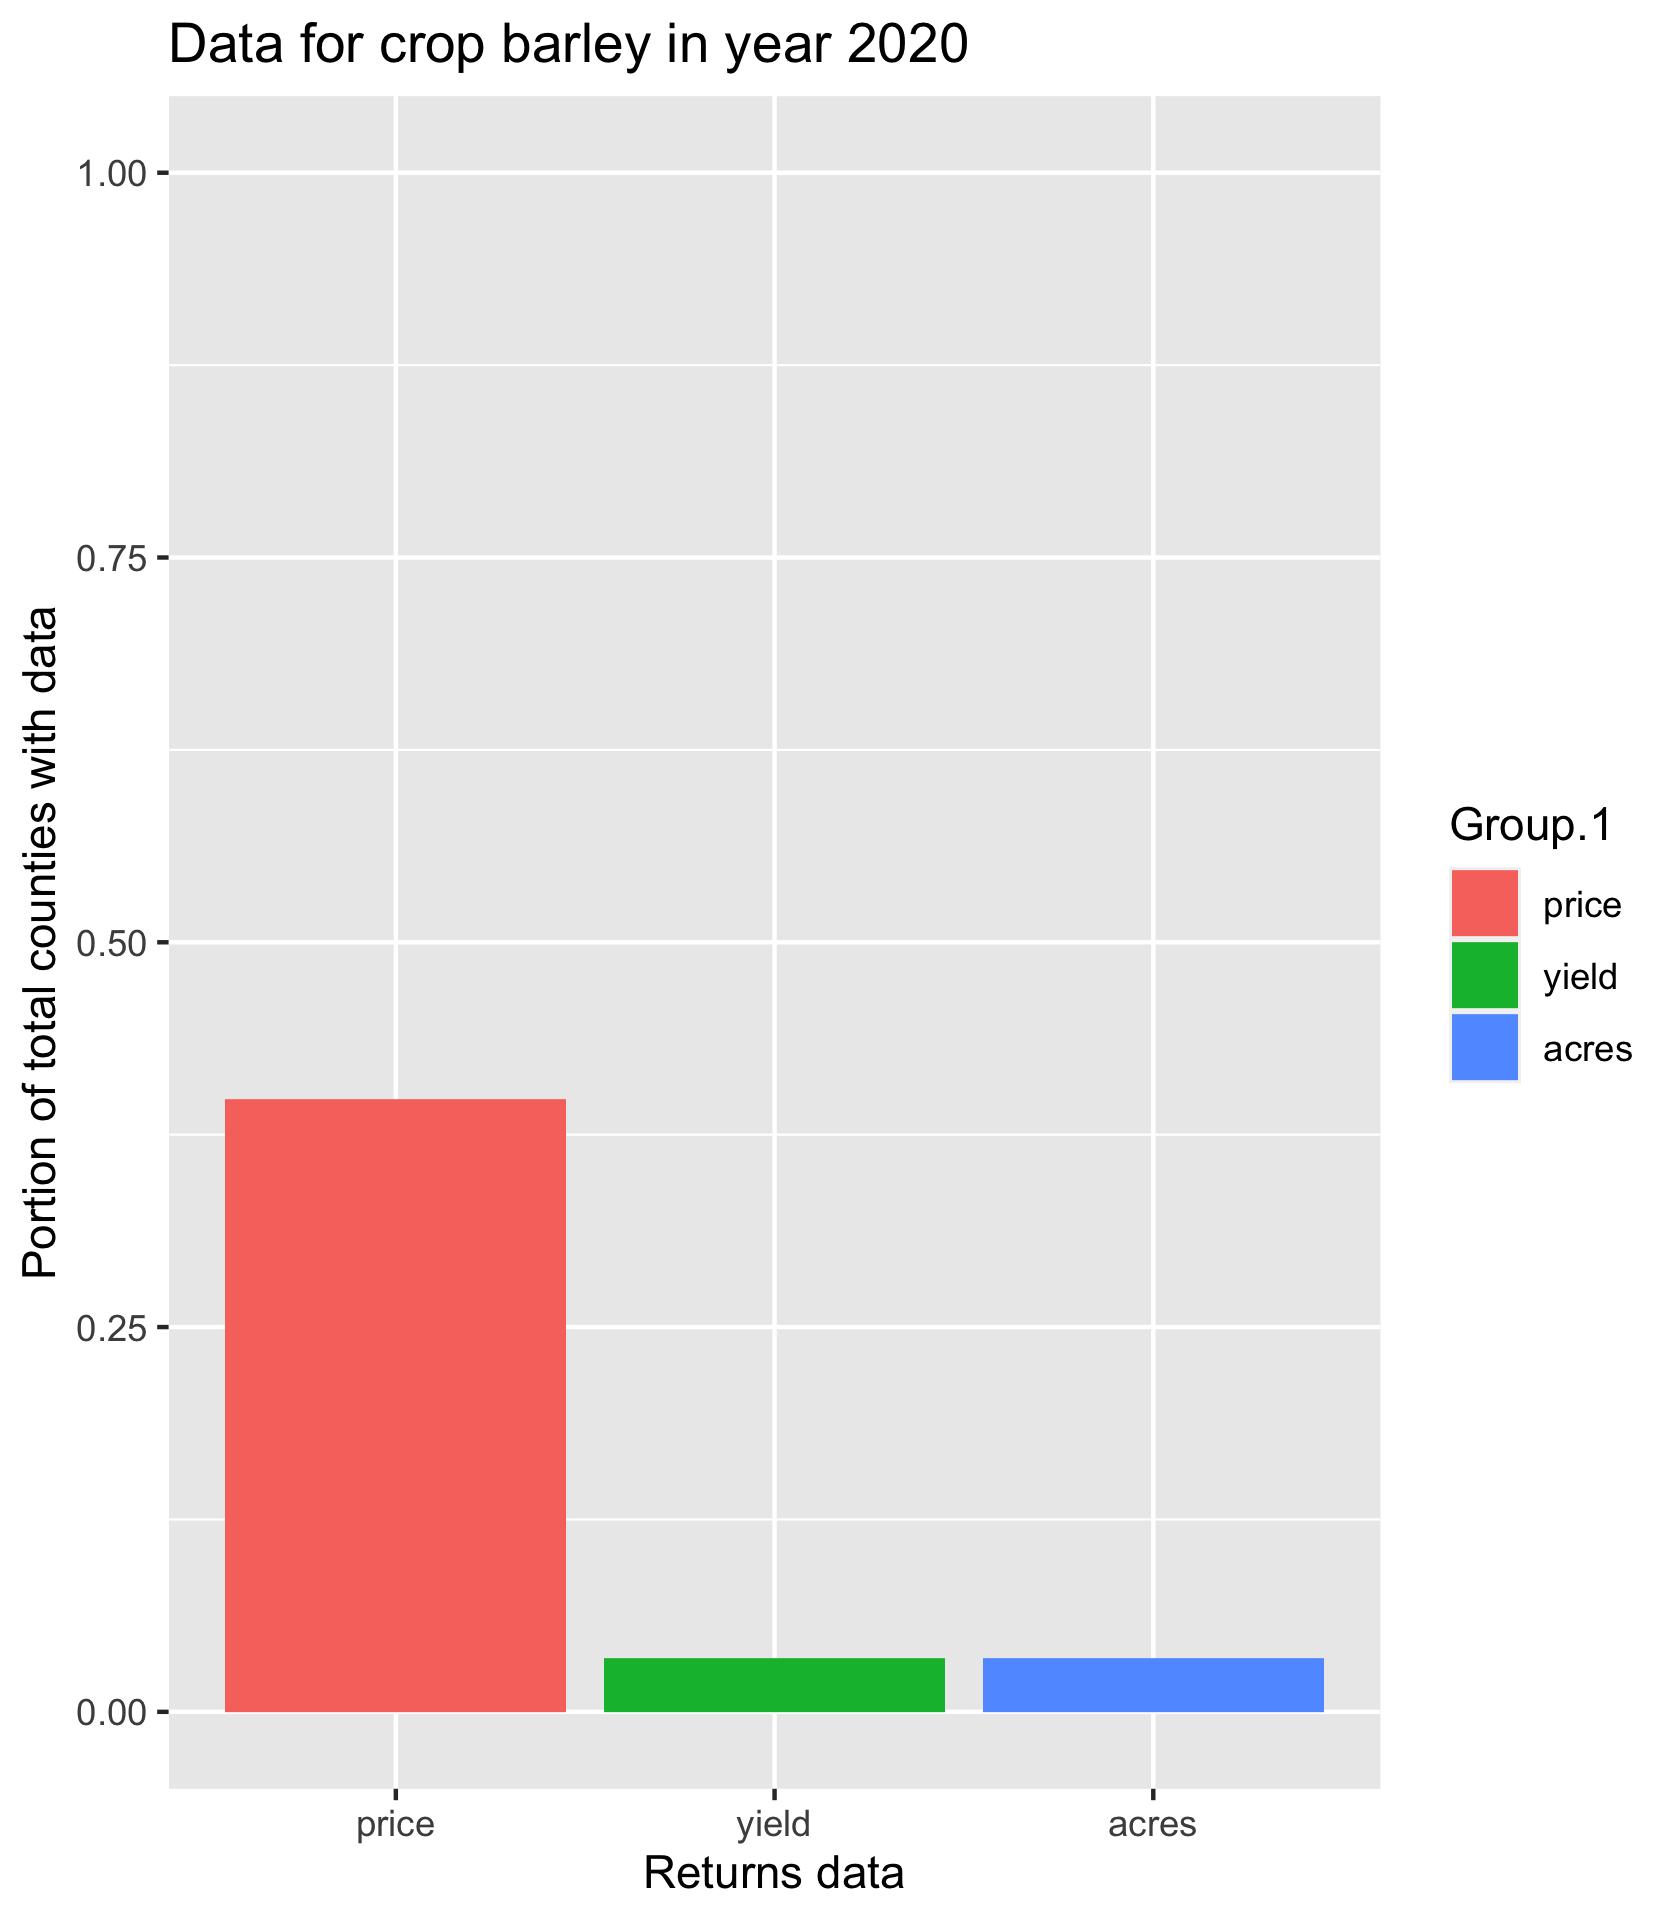 Data for crop barley in year 2020
Portion of total counties with data
1.00
0.75
0.50
0.25
0.00
price
yield
acres
Returns data
Group.1
price
yield
acres